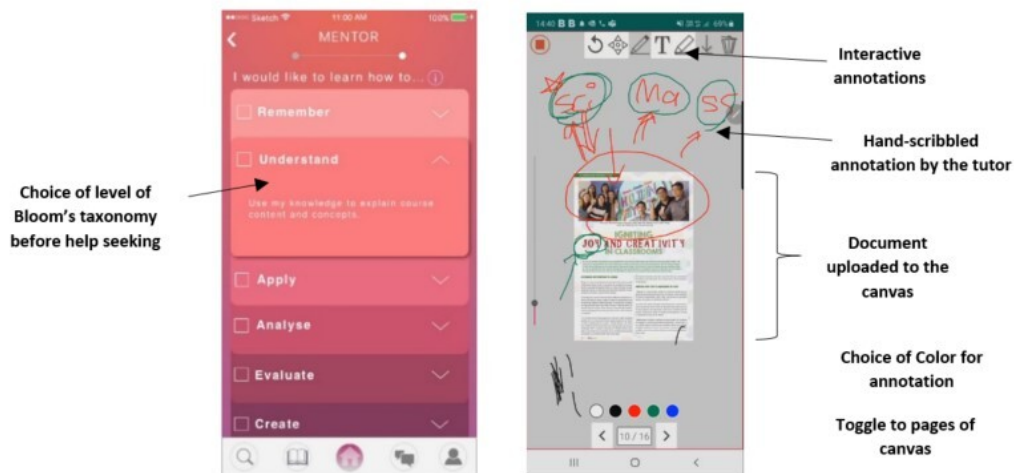 Choice of level of
Bloom's taxonomy
before help seeking
Sketch
11:00 AM
100%
MENTOR
I would like to learn how to...
Remember
Understand
Use my knowledge to explain course
content and concepts.
Apply
Analyse
Evaluate
Create
14:40 B B
69%
T
Sci
Ma
SS
IGNITING
JOY AND CREATIVITY
IN CLASSROOMS
10 / 16
Interactive
annotations
Hand-scribbled
annotation by the tutor
Document
uploaded to the
canvas
Choice of Color for
annotation
Toggle to pages of
canvas